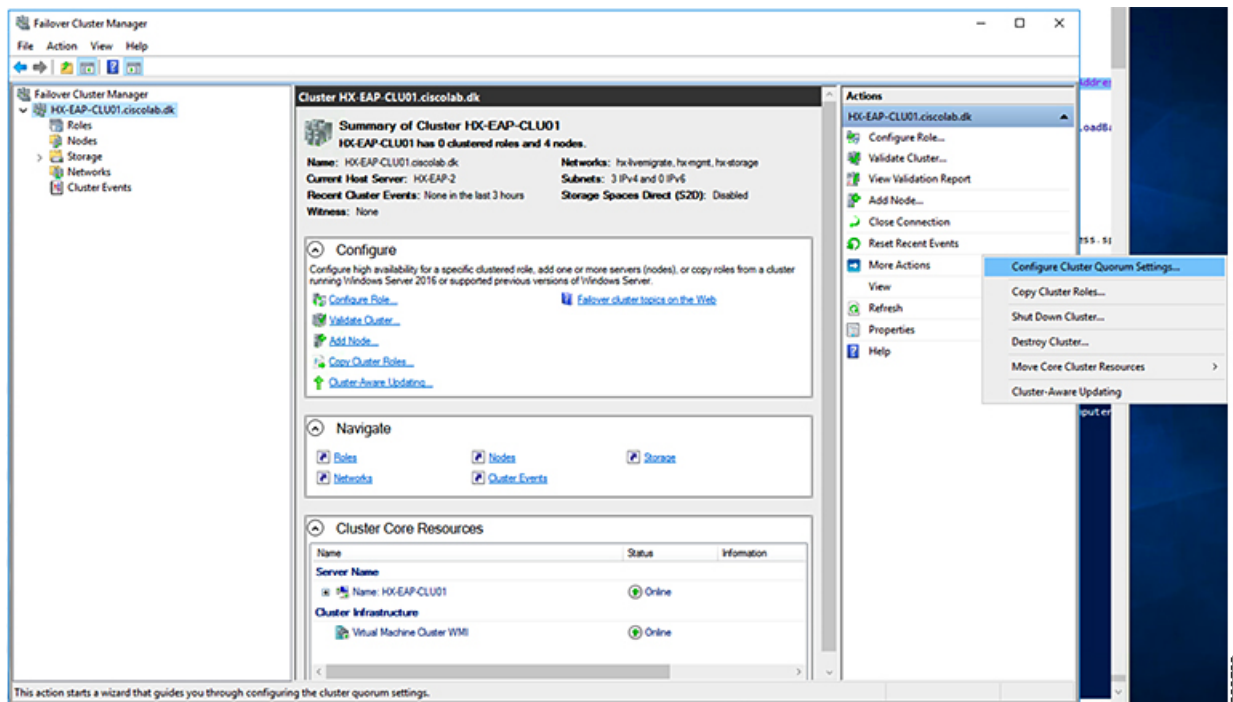 Failover Cluster Manager
File Action View Help
Failover Cluster Manager
HX-EAP-CLU01.ciscolab.dk
Roles
Nodes
Storage
Networks
Cluster Events
Cluster HX-EAP-CLU01.ciscolab.dk
Summary of Cluster HX-EAP-CLU01
HX-EAP-CLU01 has 0 clustered roles and 4 nodes.
Name: HX-EAP-CLU01.ciscolab.dk
Networks: hx-livemigrate, hx-mgmt, hx-storage
Current Host Server: HX-EAP-2
Subnets: 3 IPv4 and 0 IPv6
Recent Cluster Events: None in the last 3 hours
Storage Spaces Direct (S2D): Disabled
Witness: None
Configure
Configure high availability for a specific clustered role, add one or more servers (nodes), or copy roles from a cluster
running Windows Server 2016 or supported previous versions of Windows Server.
Configure Role...
Failover cluster topics on the Web
Validate Cluster...
Add Node...
Copy Cluster Roles...
Cluster-Aware Updating...
Navigate
Roles Nodes Storage
Networks Cluster Events
Cluster Core Resources
Name Status Information
Server Name
Name: HX-EAP-CLU01 Online
Cluster Infrastructure
Virtual Machine Cluster WMI Online
Actions
HX-EAP-CLU01.ciscolab.dk
Configure Role...
Validate Cluster...
View Validation Report
Add Node...
Close Connection
Reset Recent Events
More Actions
View
Refresh
Properties
Help
Configure Cluster Quorum Settings...
Copy Cluster Roles...
Shut Down Cluster...
Destroy Cluster...
Move Core Cluster Resources
Cluster-Aware Updating
This action starts a wizard that guides you through configuring the cluster quorum settings.